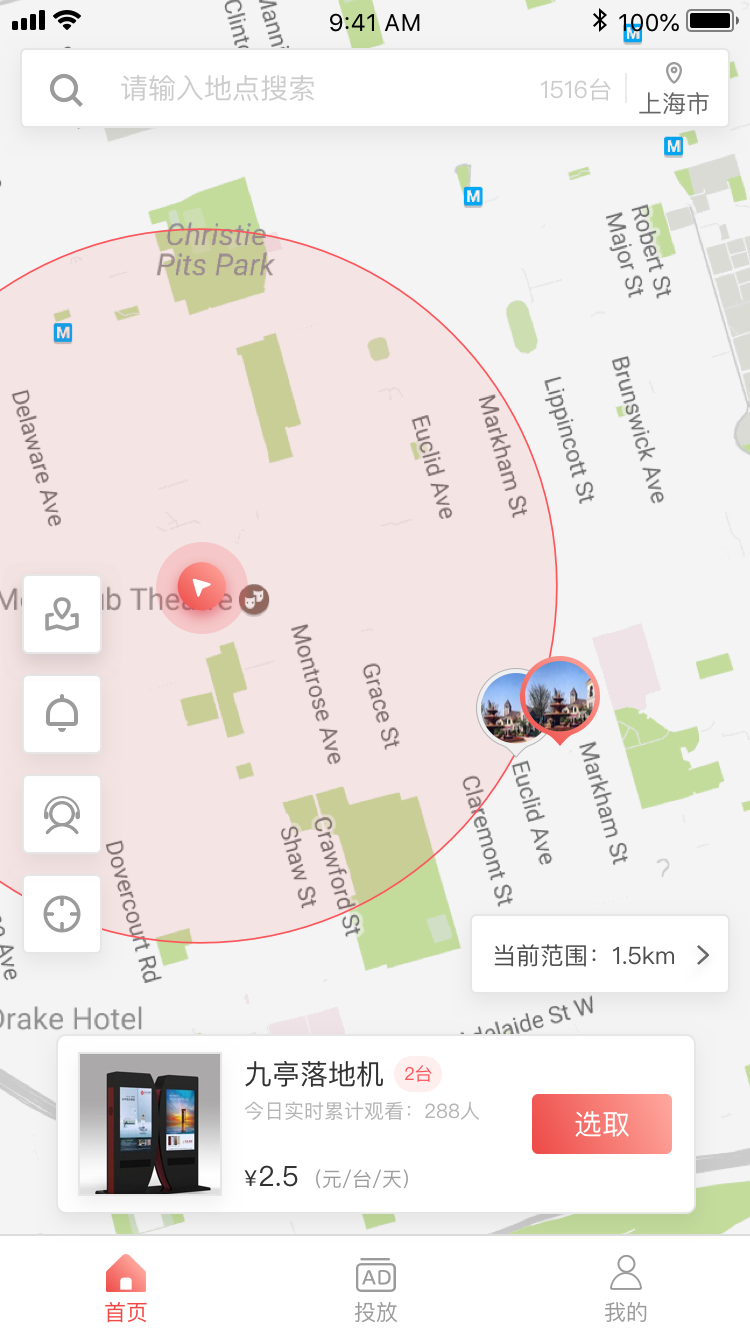 9:41 AM
100%
Clinto
Manni
M
请输入地点搜索
1516台
上海市
M
M
Christie
Pits Park
Robert St
Major St
M
Delaware Ave
Euclid Ave
Markham St
Lippincott St
Brunswick Ave
Montrose Ave
Grace St
Euclid Ave
Markham St
Claremont St
Crawford St
Shaw St
Dovercourt Rd
Ave
当前范围：1.5km
Drake Hotel
delaide St W
九亭落地机
2台
今日实时累计观看：288人
¥2.5（元/台/天）
选取
AD
首页
投放
我的